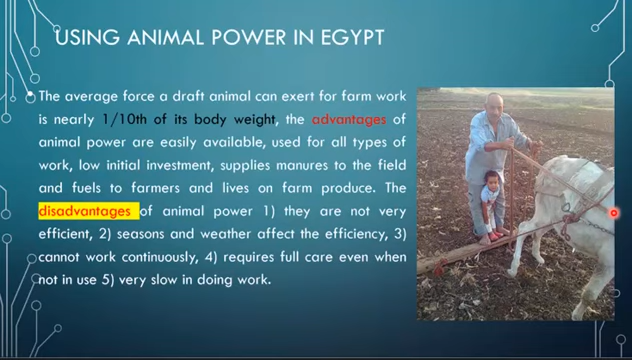 USING ANIMAL POWER IN EGYPT
• The average force a draft animal can exert for farm work
is nearly 1/10th of its body weight, the advantages of
animal power are easily available, used for all types of
work, low initial investment, supplies manures to the field
and fuels to farmers and lives on farm produce. The
disadvantages of animal power 1) they are not very
efficient, 2) seasons and weather affect the efficiency, 3)
cannot work continuously, 4) requires full care even when
not in use 5) very slow in doing work.